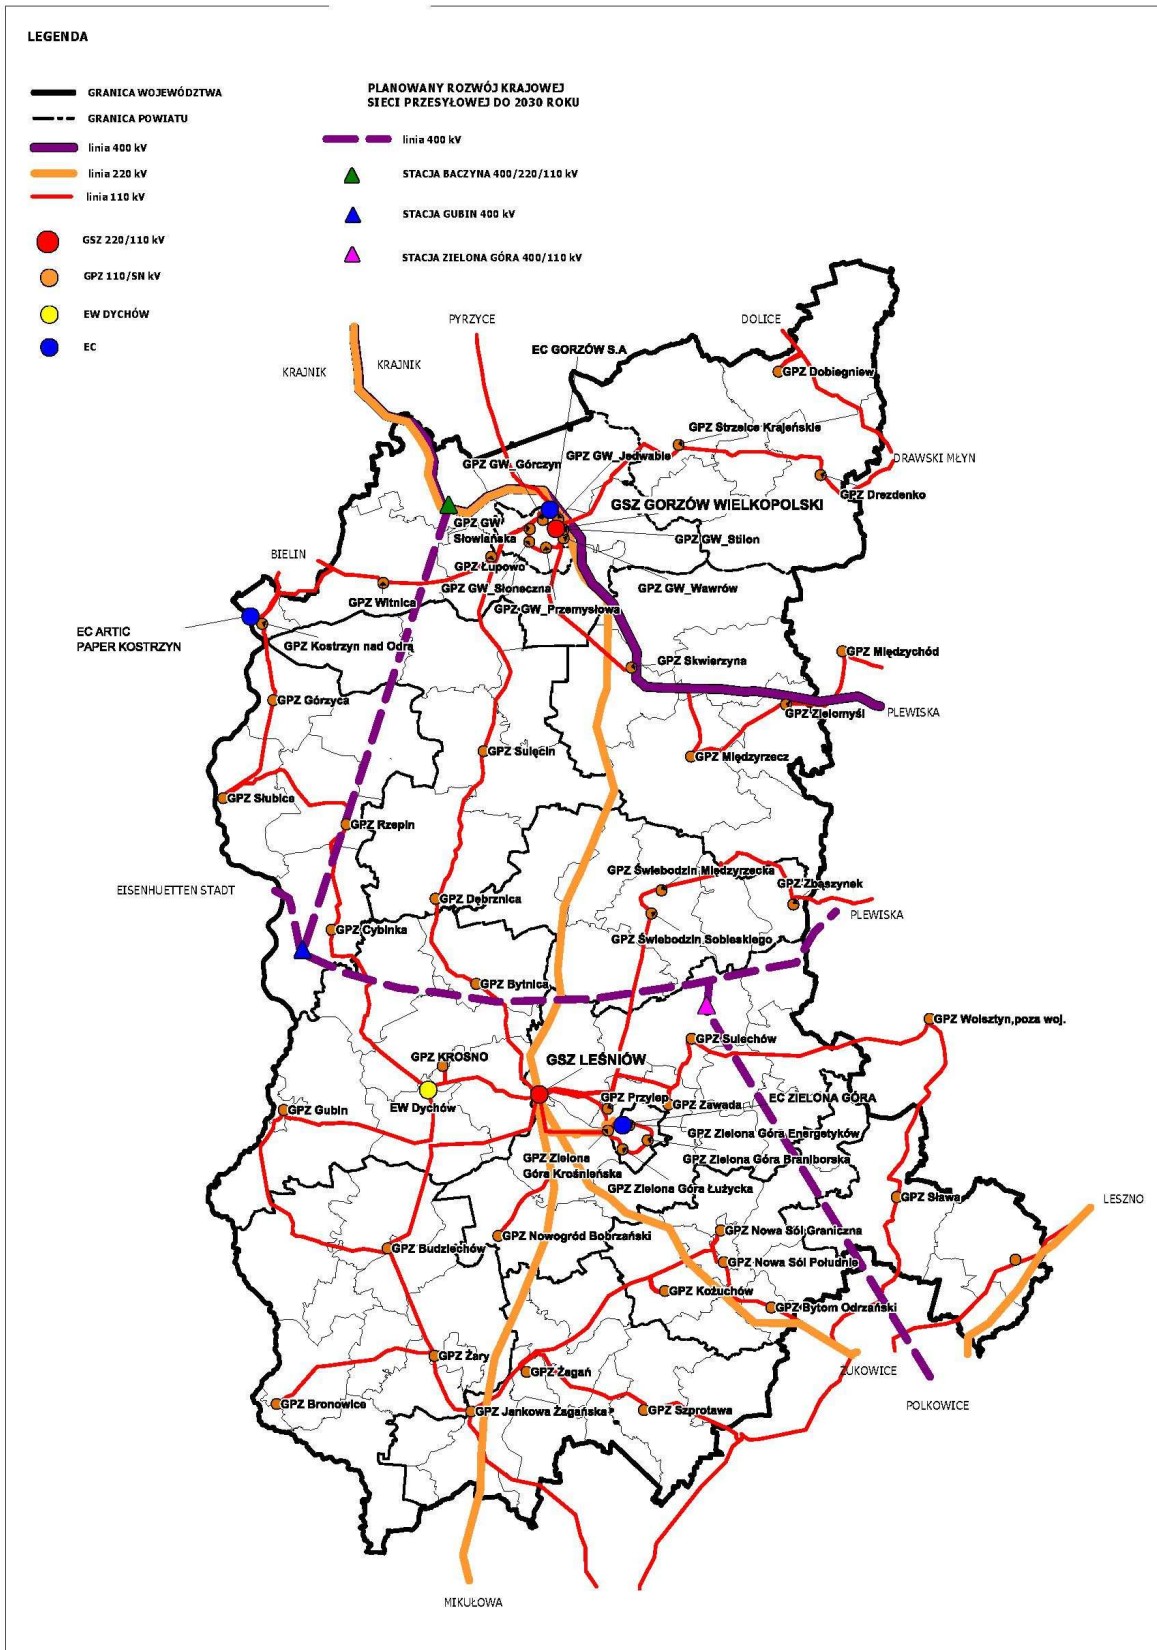 LEGENDA
GRANICA WOJEWÓDZTWA
GRANICA POWIATU
linia 400 kV
linia 220 kV
linia 110 kV
GSZ 220/110 kV
GPZ 110/SN kV
EW DYCHÓW
EC
PLANOWANY ROZWÓJ KRAJOWEJ
SIECI PRZESYŁOWEJ DO 2030 ROKU
linia 400 kV
STACJA BACZYNA 400/220/110 kV
STACJA GUBIN 400 kV
STACJA ZIELONA GÓRA 400/110 kV
PYRZYCE
DOLICE
EC GORZÓW S.A
KRAJNIK
KRAJNIK
GPZ Dobiegniew
GPZ Strzelce Krajeńskie
GPZ GW_Jedwabie
GPZ GW_Górczyn
DRAWSKI MŁYN
GPZ Drezdenko
GSZ GORZÓW WIELKOPOLSKI
GPZ GW
Słowiańska
GPZ GW_Stilon
BIELIN
GPZ Łupowo
GPZ GW_Słoneczna
GPZ GW_Wawrów
GPZ Witnica
GPZ GW_Przemysłowa
EC ARTIC
PAPER KOSTRZYN
GPZ Kostrzyn nad Odrą
GPZ Międzychód
GPZ Skwierzyna
GPZ Górzyca
GPZ Zielomyśl
PLEWISKA
GPZ Sulęcin
GPZ Międzyrzecz
GPZ Słubice
GPZ Rzepin
GPZ Świebodzin Międzyrzecka
GPZ Zbąszynek
EISENHUETTEN STADT
GPZ Dębrznica
PLEWISKA
GPZ Cybinka
GPZ Świebodzin Sobieskiego
GPZ Bytnica
GPZ Wolsztyn,poza woj.
GPZ Sulechów
GPZ KROSNO
GSZ LEŚNIÓW
EW Dychów
GPZ Przylep
GPZ Zawada
EC ZIELONA GÓRA
GPZ Gubin
GPZ Zielona Góra Energetyków
GPZ Zielona
Góra Krośnieńska
GPZ Zielona Góra Braniborska
GPZ Zielona Góra Łużycka
GPZ Sława
LESZNO
GPZ Nowogród Bobrzański
GPZ Nowa Sól Graniczna
GPZ Budziechów
GPZ Nowa Sól Południe
GPZ Kożuchów
GPZ Bytom Odrzański
GPZ Żary
GPZ Żagań
ŻUKOWICE
GPZ Bronowice
GPZ Jankowa Żagańska
GPZ Szprotawa
POLKOWICE
MIKUŁOWA